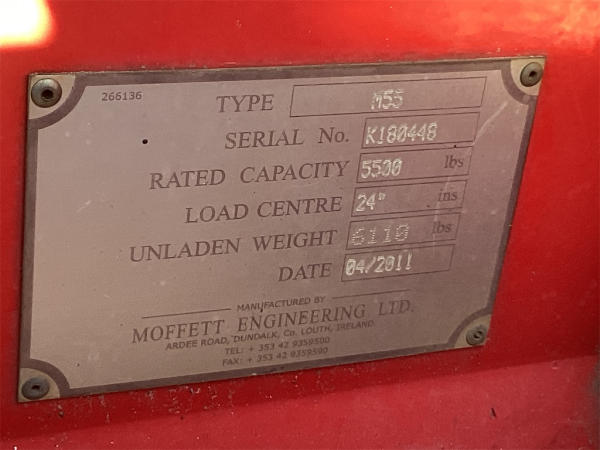 266136
TYPE M55
SERIAL No. K180448
RATED CAPACITY 5500 lbs
LOAD CENTRE 24" ins
UNLADEN WEIGHT 6110 lbs
DATE 04/2011
MANUFACTURED BY
MOFFETT ENGINEERING LTD.
ARDEE ROAD, DUNDALK, Co. LOUTH, IRELAND.
TEL: + 353 42 9359500
FAX: + 353 42 9359590